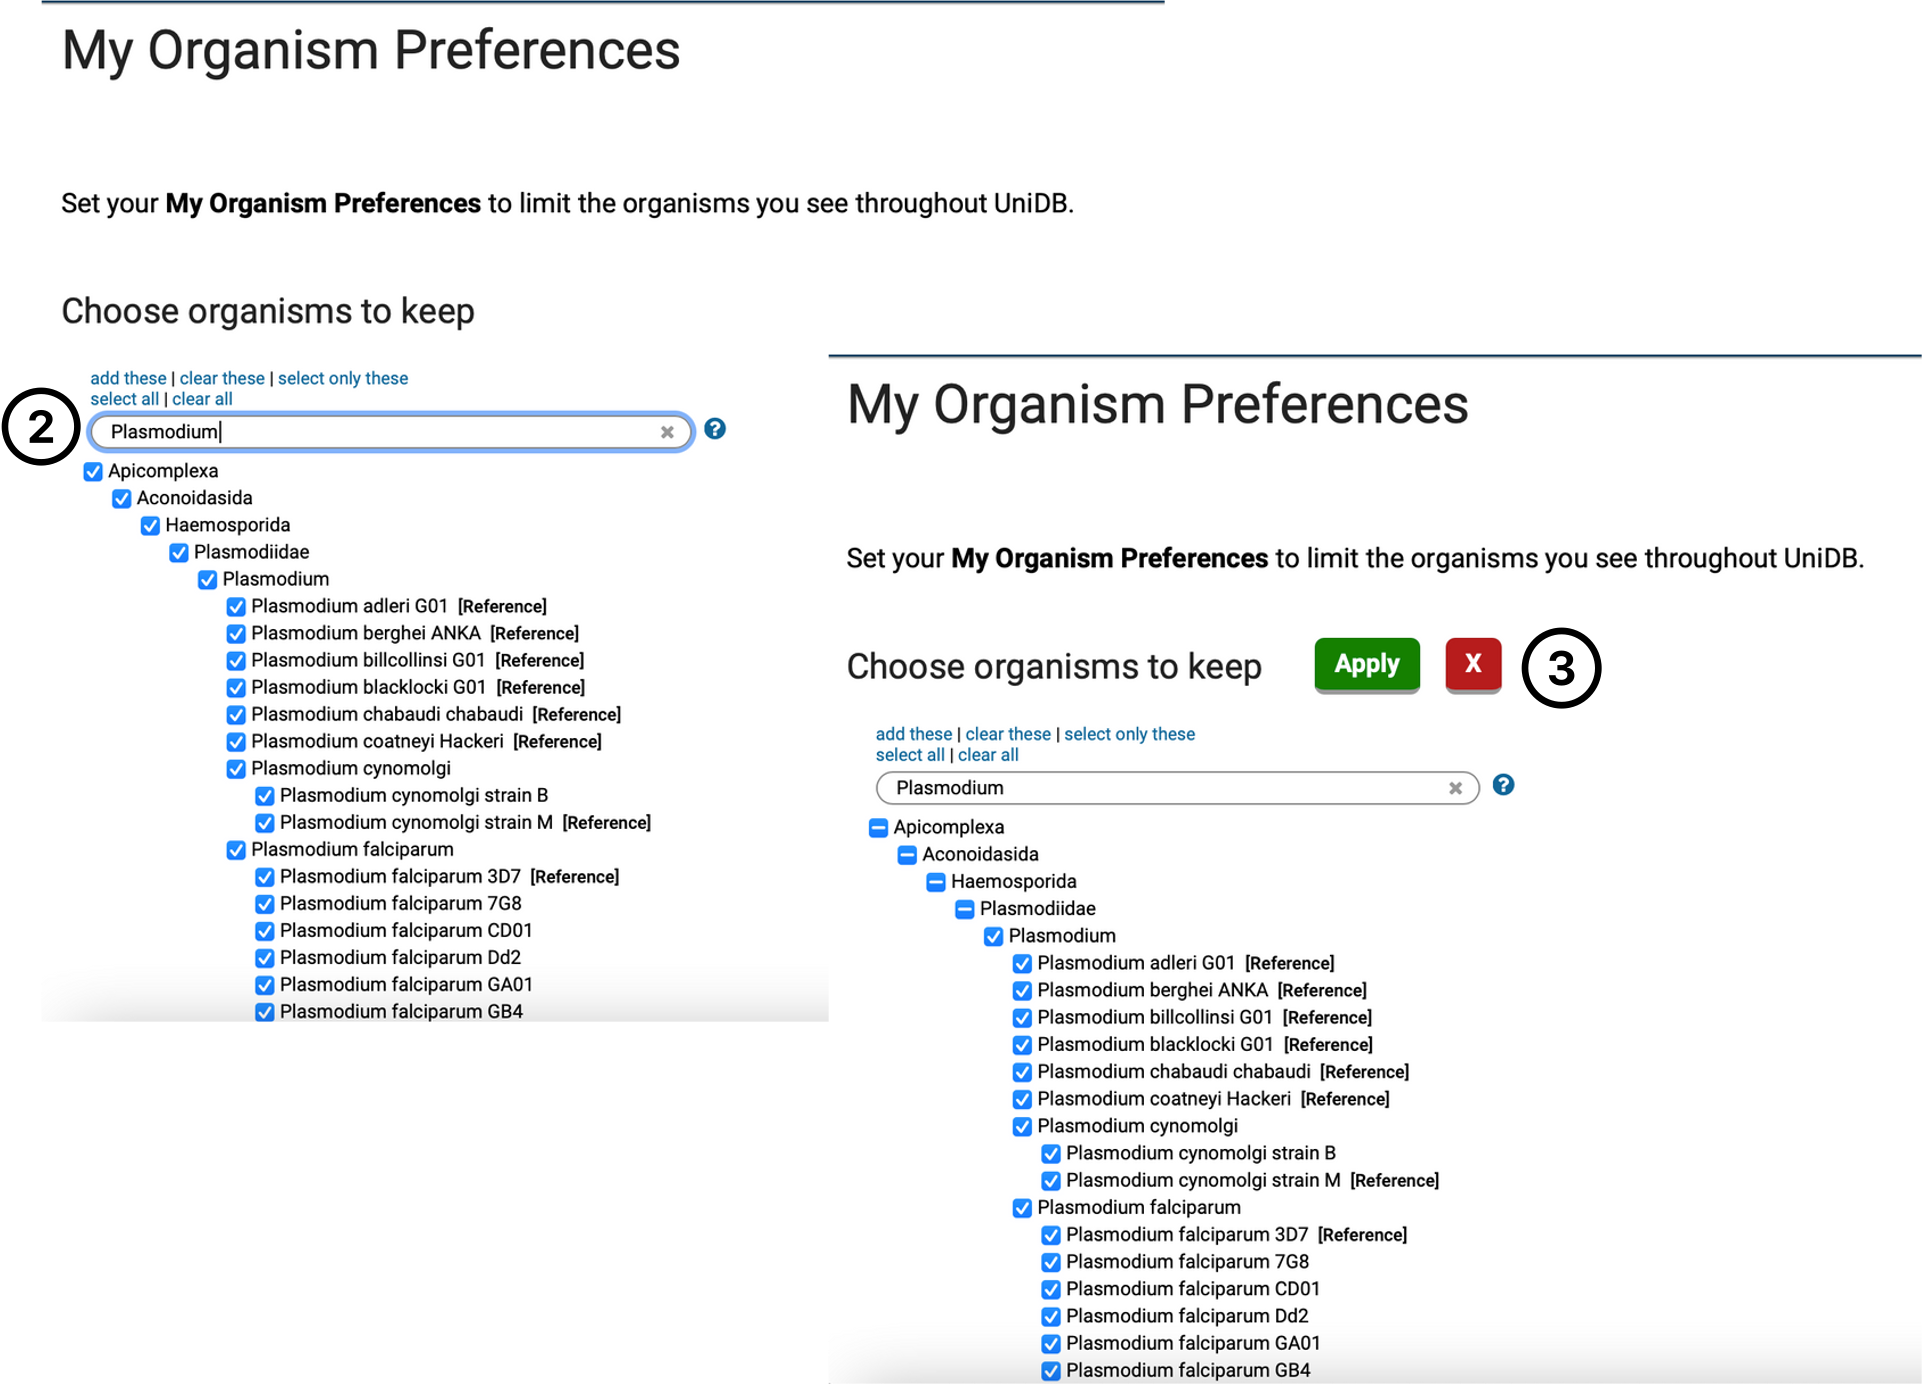 My Organism Preferences
Set your My Organism Preferences to limit the organisms you see throughout UniDB.
Choose organisms to keep
add these | clear these | select only these
select all | clear all
2
Plasmodium
?
Apicomplexa
Aconoidasida
Haemosporida
Plasmodiidae
Plasmodium
Plasmodium adleri G01 [Reference]
Plasmodium berghei ANKA [Reference]
Plasmodium billcollinsi G01 [Reference]
Plasmodium blacklocki G01 [Reference]
Plasmodium chabaudi chabaudi [Reference]
Plasmodium coatneyi Hackeri [Reference]
Plasmodium cynomolgi
Plasmodium cynomolgi strain B
Plasmodium cynomolgi strain M [Reference]
Plasmodium falciparum
Plasmodium falciparum 3D7 [Reference]
Plasmodium falciparum 7G8
Plasmodium falciparum CD01
Plasmodium falciparum Dd2
Plasmodium falciparum GA01
Plasmodium falciparum GB4
My Organism Preferences
Set your My Organism Preferences to limit the organisms you see throughout UniDB.
Choose organisms to keep Apply X 3
add these | clear these | select only these
select all | clear all
Plasmodium
?
Apicomplexa
Aconoidasida
Haemosporida
Plasmodiidae
Plasmodium
Plasmodium adleri G01 [Reference]
Plasmodium berghei ANKA [Reference]
Plasmodium billcollinsi G01 [Reference]
Plasmodium blacklocki G01 [Reference]
Plasmodium chabaudi chabaudi [Reference]
Plasmodium coatneyi Hackeri [Reference]
Plasmodium cynomolgi
Plasmodium cynomolgi strain B
Plasmodium cynomolgi strain M [Reference]
Plasmodium falciparum
Plasmodium falciparum 3D7 [Reference]
Plasmodium falciparum 7G8
Plasmodium falciparum CD01
Plasmodium falciparum Dd2
Plasmodium falciparum GA01
Plasmodium falciparum GB4